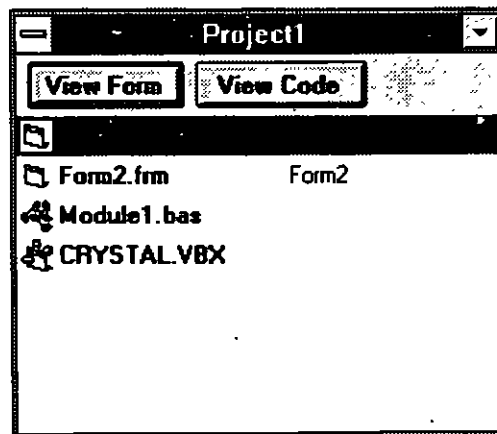 Project1
View Form View Code
Form2.frm Form2
Module1.bas
CRYSTAL.VBX